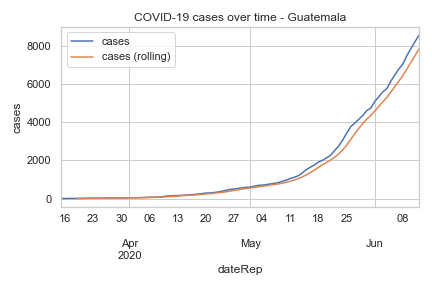 COVID-19 cases over time - Guatemala
cases
cases (rolling)
8000
6000
4000
2000
0
cases
16 23 30 06 13 20 27 04 11 18 25 08
Apr May Jun
2020
dateRep